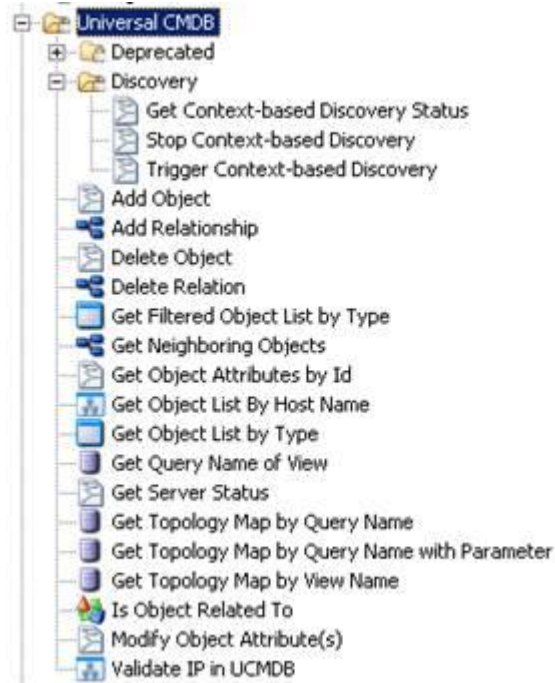 Universal CMDB
Deprecated
Discovery
Get Context-based Discovery Status
Stop Context-based Discovery
Trigger Context-based Discovery
Add Object
Add Relationship
Delete Object
Delete Relation
Get Filtered Object List by Type
Get Neighboring Objects
Get Object Attributes by Id
Get Object List By Host Name
Get Object List by Type
Get Query Name of View
Get Server Status
Get Topology Map by Query Name
Get Topology Map by Query Name with Parameter
Get Topology Map by View Name
Is Object Related To
Modify Object Attribute(s)
Validate IP in UCMDB